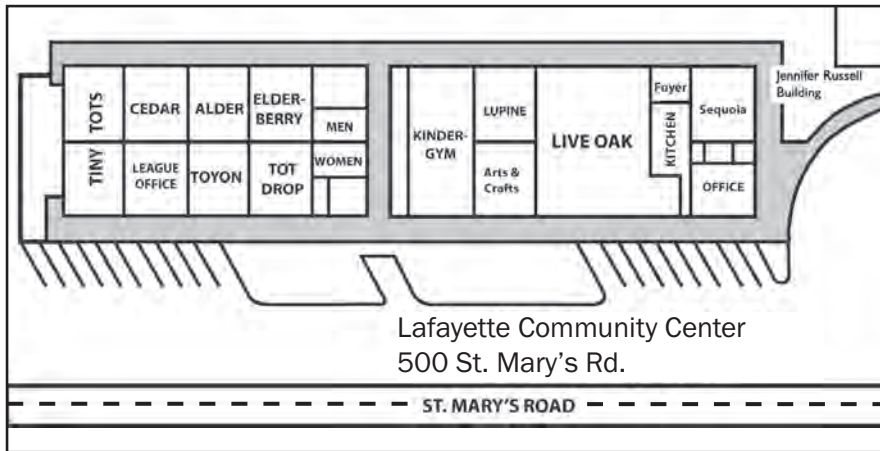 TINY TOTS
CEDAR
ALDER
ELDER-
BERRY
MEN
LEAGUE
OFFICE
TOYON
TOT
DROP
WOMEN
KINDER-
GYM
LUPINE
Arts &
Crafts
LIVE OAK
Foyer
KITCHEN
Sequoia
OFFICE
Jennifer Russell
Building
Lafayette Community Center
500 St. Mary's Rd.
ST. MARY'S ROAD